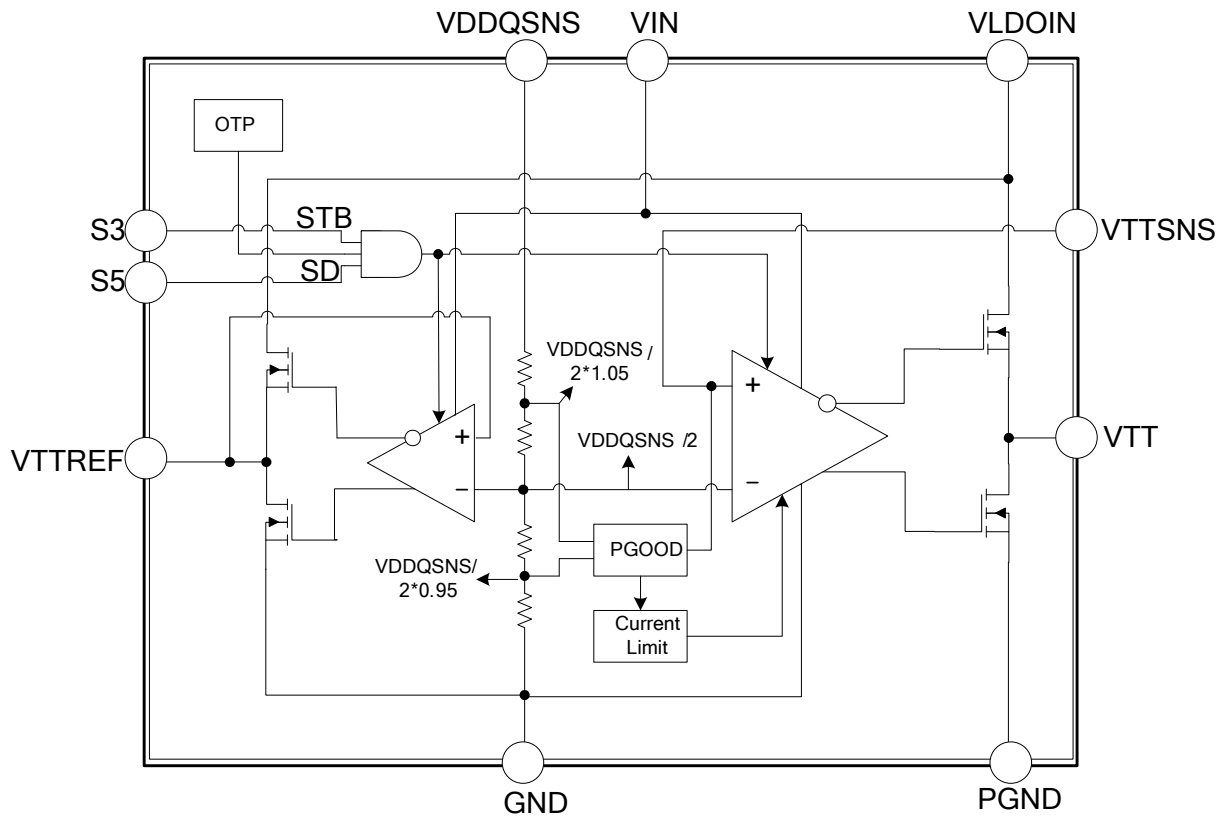 VDDQSNS
VIN
VLDOIN
OTP
S3
STB
VTTSNS
S5
SD
VDDQSNS /
2*1.05
+
+
VDDQSNS /2
VTT
VTTREF
−
−
PGOOD
VDDQSNS/
2*0.95
Current
Limit
GND
PGND